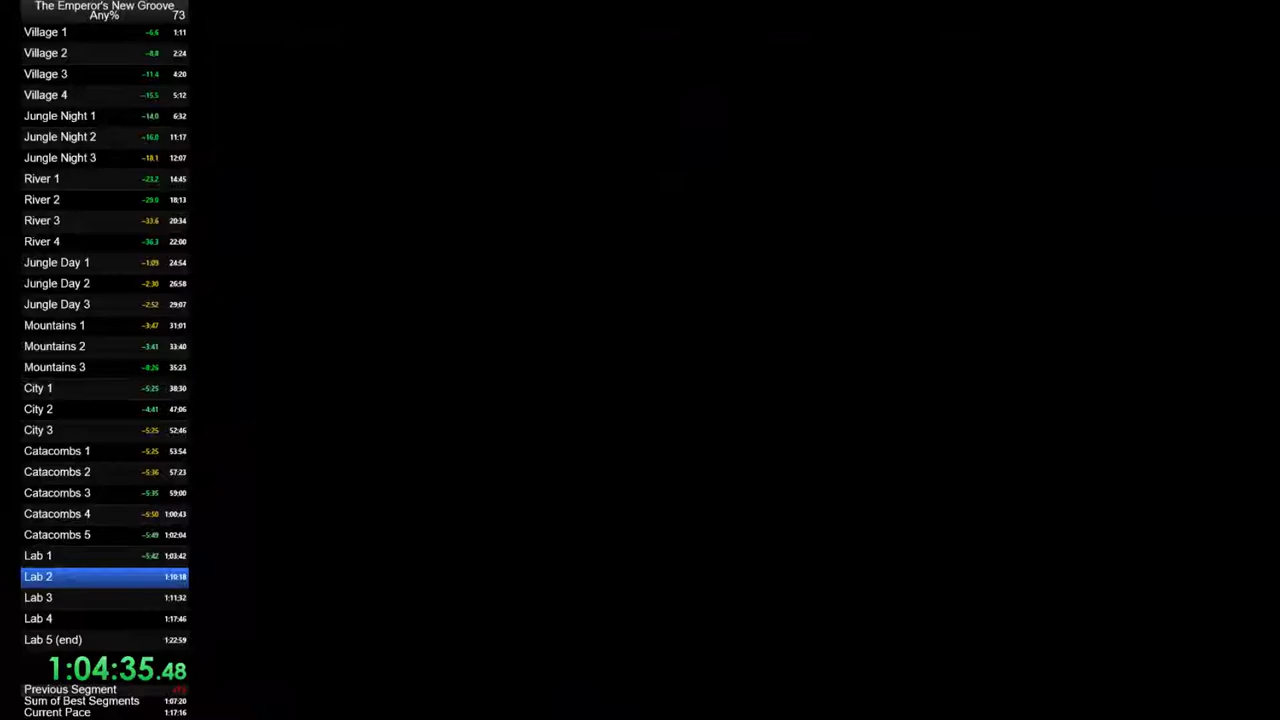 The Emperor's New Groove
Any% 73
Village 1 -6.6 1:11
Village 2 -8.8 2:24
Village 3 -11.4 4:20
Village 4 -15.5 5:12
Jungle Night 1 -14.0 6:32
Jungle Night 2 -16.0 11:17
Jungle Night 3 -18.1 12:07
River 1 -23.2 14:45
River 2 -29.0 18:13
River 3 -33.6 20:34
River 4 -36.3 22:00
Jungle Day 1 -1:09 24:54
Jungle Day 2 -2:30 26:58
Jungle Day 3 -2:52 29:07
Mountains 1 -3:47 31:01
Mountains 2 -3:41 33:40
Mountains 3 -8:26 35:23
City 1 -5:25 38:30
City 2 -4:41 47:06
City 3 -5:25 52:46
Catacombs 1 -5:25 53:54
Catacombs 2 -5:36 57:23
Catacombs 3 -5:35 59:00
Catacombs 4 -5:50 1:00:43
Catacombs 5 -5:49 1:02:04
Lab 1 -5:42 1:03:42
Lab 2 1:10:18
Lab 3 1:11:32
Lab 4 1:17:46
Lab 5 (end) 1:22:59
1:04:35.48
Previous Segment
Sum of Best Segments 1:07:20
Current Pace 1:17:16